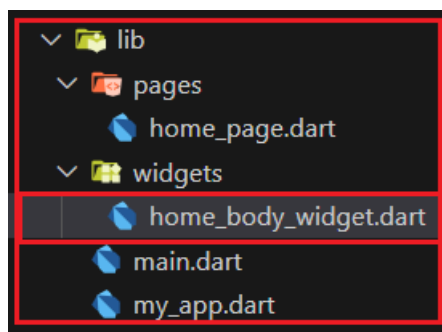 lib
pages
home_page.dart
widgets
home_body_widget.dart
main.dart
my_app.dart